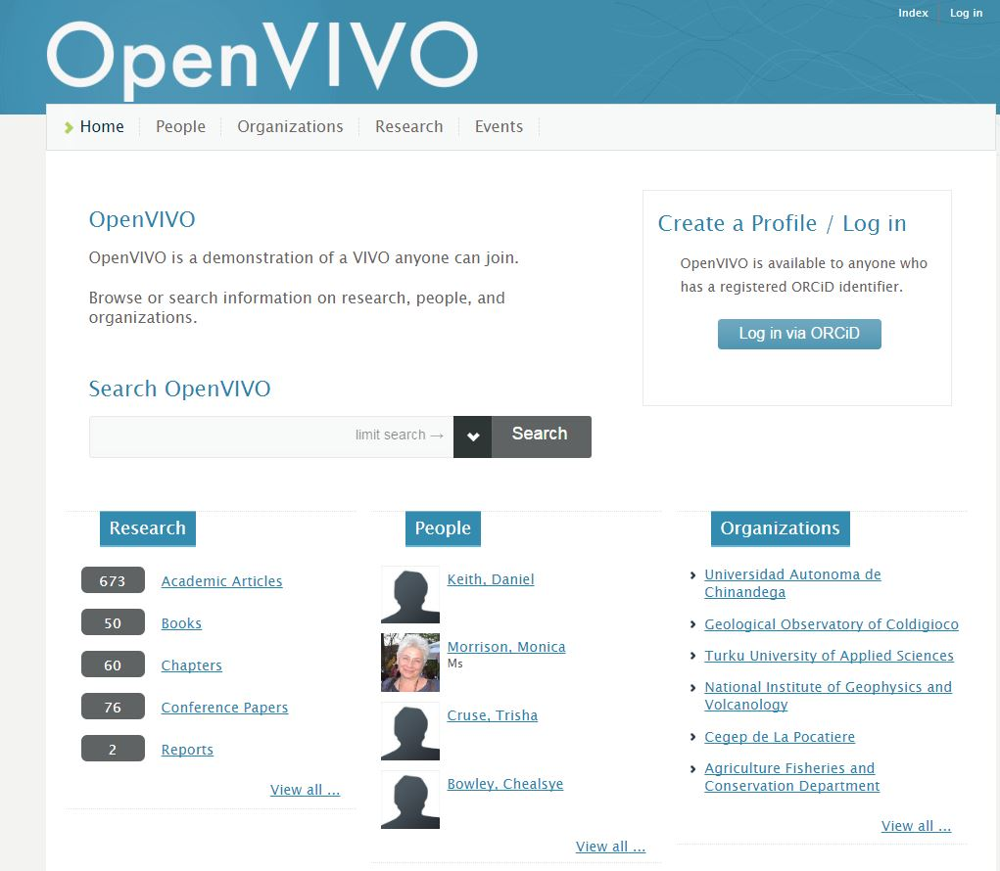 Index Log in
OpenVIVO
Home People Organizations Research Events
OpenVIVO
OpenVIVO is a demonstration of a VIVO anyone can join.
Browse or search information on research, people, and
organizations.
Create a Profile / Log in
OpenVIVO is available to anyone who
has a registered ORCiD identifier.
Log in via ORCiD
Search OpenVIVO
limit search → Search
Research
673 Academic Articles
50 Books
60 Chapters
76 Conference Papers
2 Reports
View all ...
People
Keith, Daniel
Morrison, Monica
Ms
Cruse, Trisha
Bowley, Chealsye
View all ...
Organizations
Universidad Autonoma de
Chinandega
Geological Observatory of Coldigioco
Turku University of Applied Sciences
National Institute of Geophysics and
Volcanology
Cegep de La Pocatiere
Agriculture Fisheries and
Conservation Department
View all ...